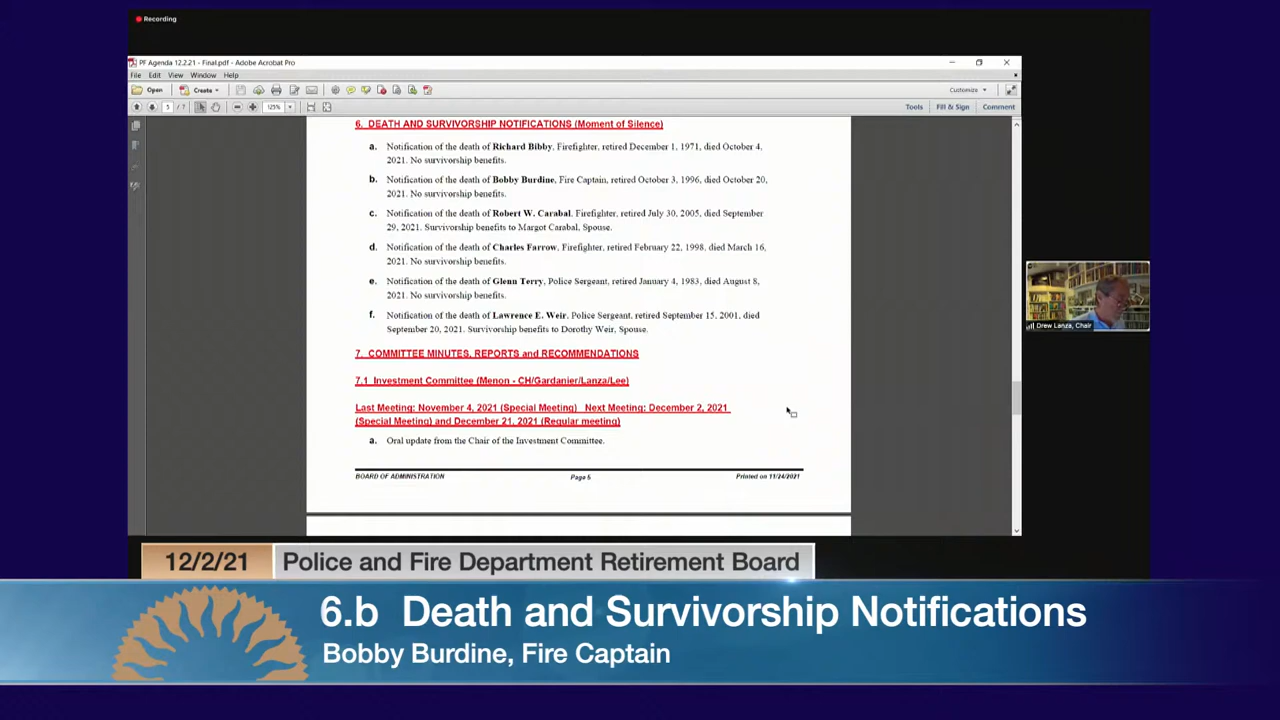 Recording
PF Agenda 12.2.21 - Final.pdf - Adobe Acrobat Pro
File Edit View Window Help
Open Create Customize
5 / 7 125% Tools Fill & Sign Comment
6. DEATH AND SURVIVORSHIP NOTIFICATIONS (Moment of Silence)
a. Notification of the death of Richard Bibby, Firefighter, retired December 1, 1971, died October 4,
2021. No survivorship benefits.
b. Notification of the death of Bobby Burdine, Fire Captain, retired October 3, 1996, died October 20,
2021. No survivorship benefits.
c. Notification of the death of Robert W. Carabal, Firefighter, retired July 30, 2005, died September
29, 2021. Survivorship benefits to Margot Carabal, Spouse.
d. Notification of the death of Charles Farrow, Firefighter, retired February 22, 1998, died March 16,
2021. No survivorship benefits.
e. Notification of the death of Glenn Terry, Police Sergeant, retired January 4, 1983, died August 8,
2021. No survivorship benefits.
f. Notification of the death of Lawrence E. Weir, Police Sergeant, retired September 15, 2001, died
September 20, 2021. Survivorship benefits to Dorothy Weir, Spouse.
7. COMMITTEE MINUTES, REPORTS and RECOMMENDATIONS
7.1 Investment Committee (Menon - CH/Gardanier/Lanza/Lee)
Last Meeting: November 4, 2021 (Special Meeting) Next Meeting: December 2, 2021
(Special Meeting) and December 21, 2021 (Regular meeting)
a. Oral update from the Chair of the Investment Committee.
BOARD OF ADMINISTRATION Page 5 Printed on 11/24/2021
Drew Lanza, Chair
12/2/21 Police and Fire Department Retirement Board
6.b Death and Survivorship Notifications
Bobby Burdine, Fire Captain